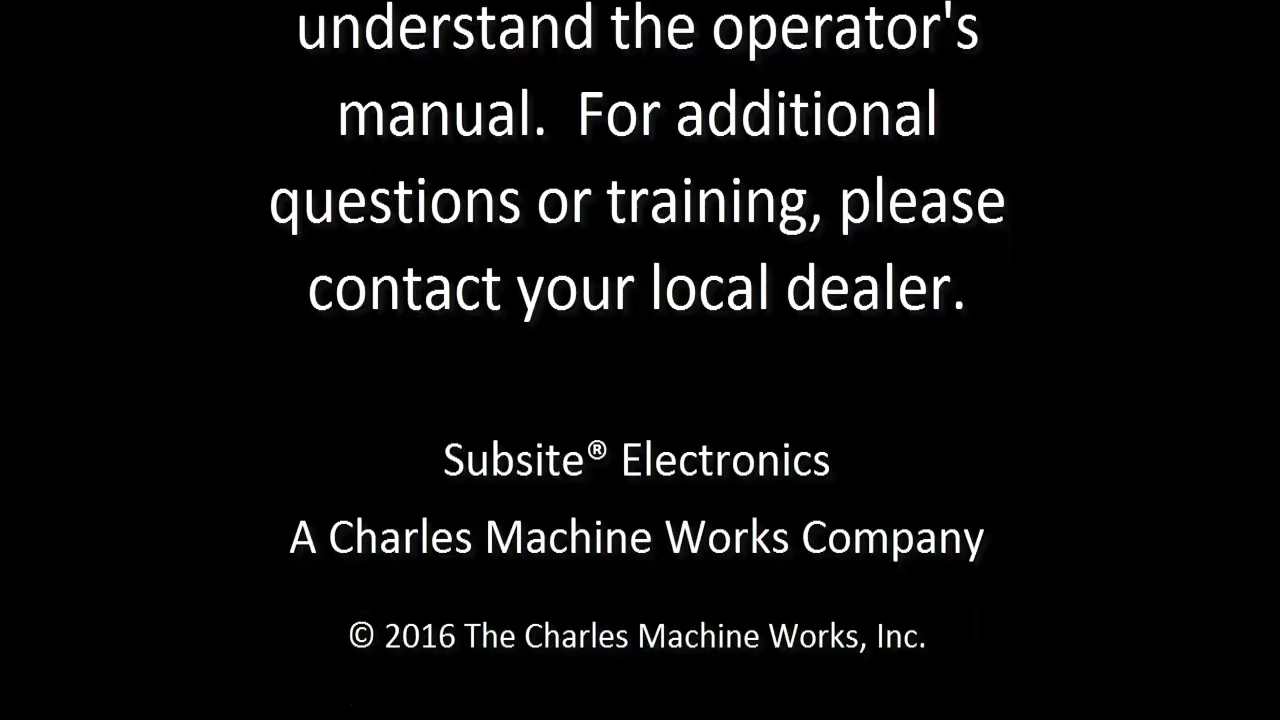 understand the operator's
manual.  For additional
questions or training, please
contact your local dealer.
Subsite® Electronics
A Charles Machine Works Company
© 2016 The Charles Machine Works, Inc.